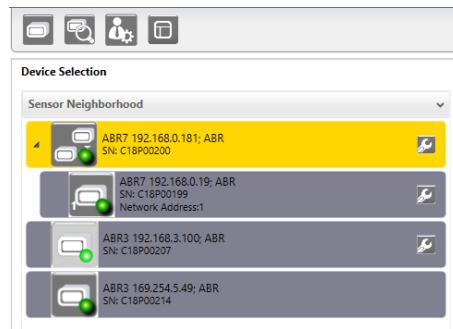 Device Selection
Sensor Neighborhood
ABR7 192.168.0.181; ABR
SN: C18P00200
ABR7 192.168.0.19; ABR
SN: C18P00199
Network Address:1
1
ABR3 192.168.3.100; ABR
SN: C18P00207
ABR3 169.254.5.49; ABR
SN: C18P00214